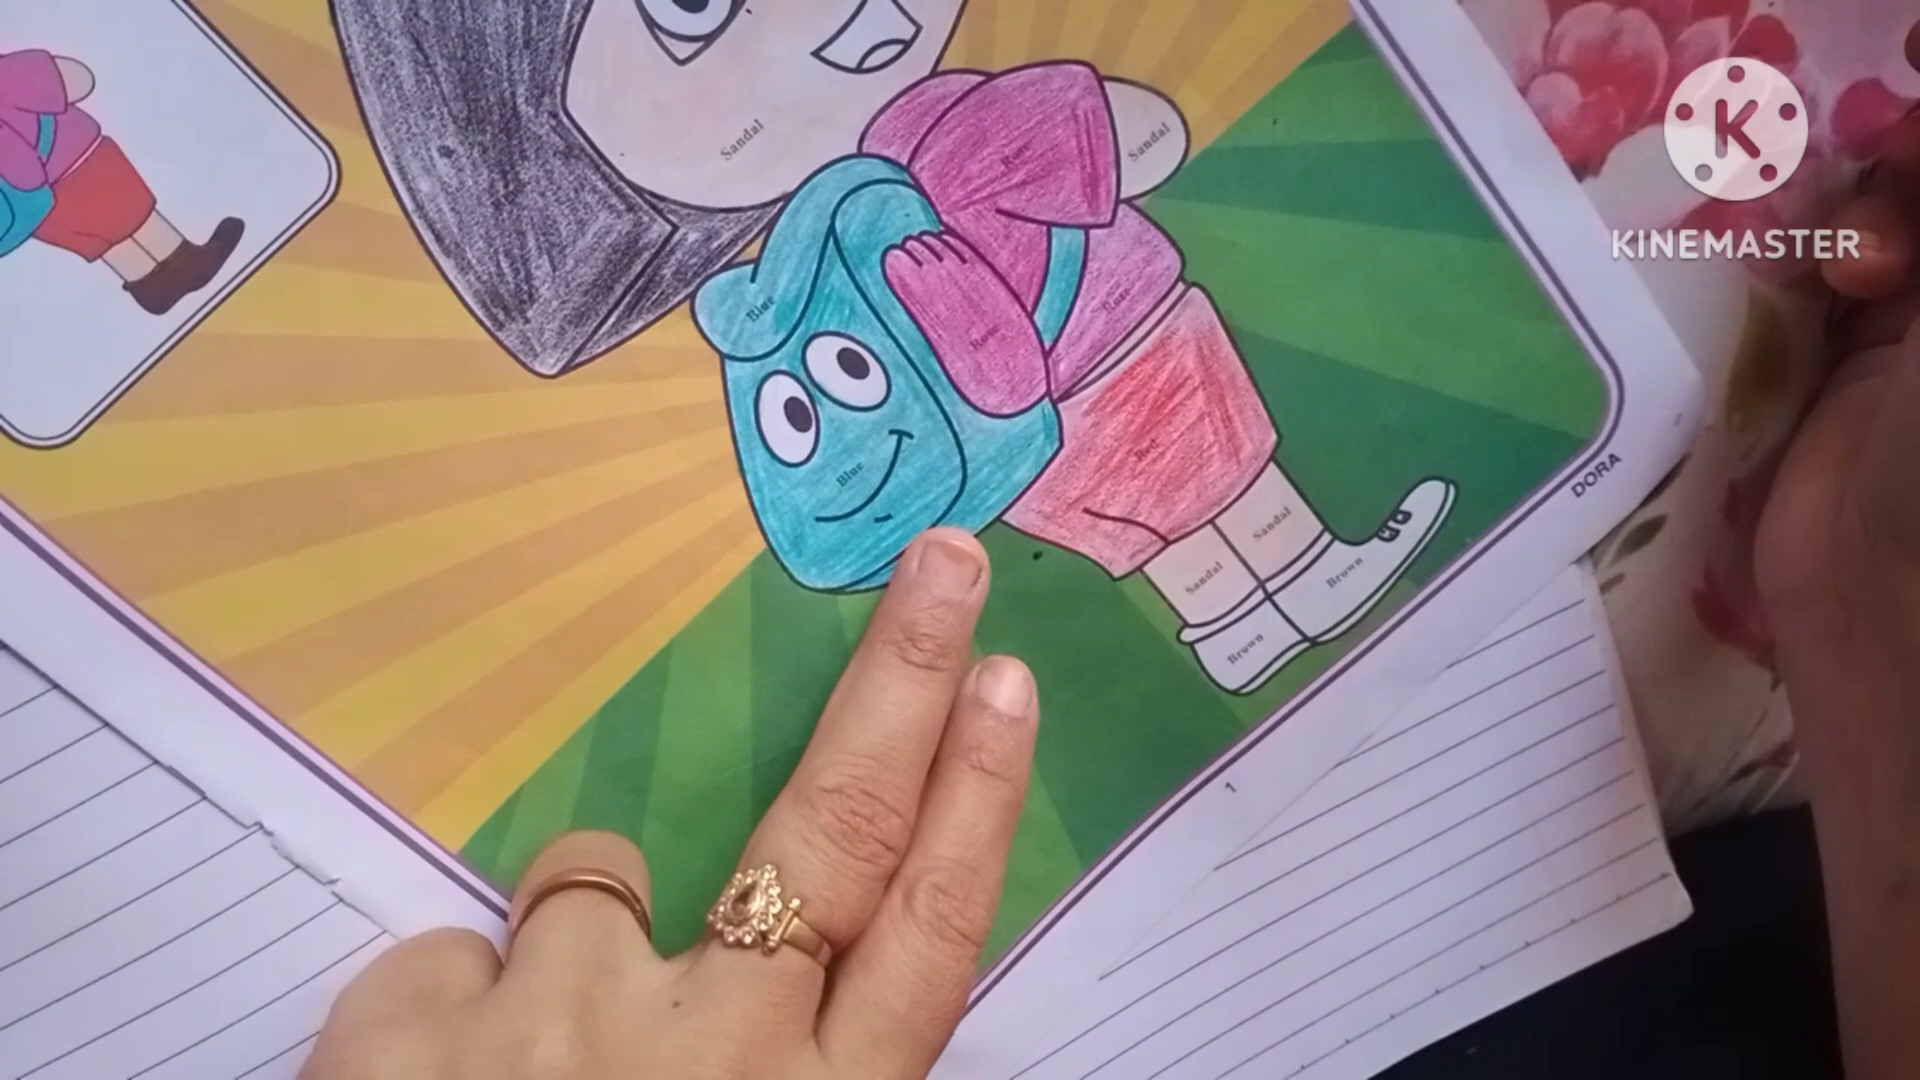 K
KINEMASTER
Sandal
Sandal
Rose
Rose
Rose
Blue
Blue
Red
Sandal
Sandal
Brown
Brown
DORA
1